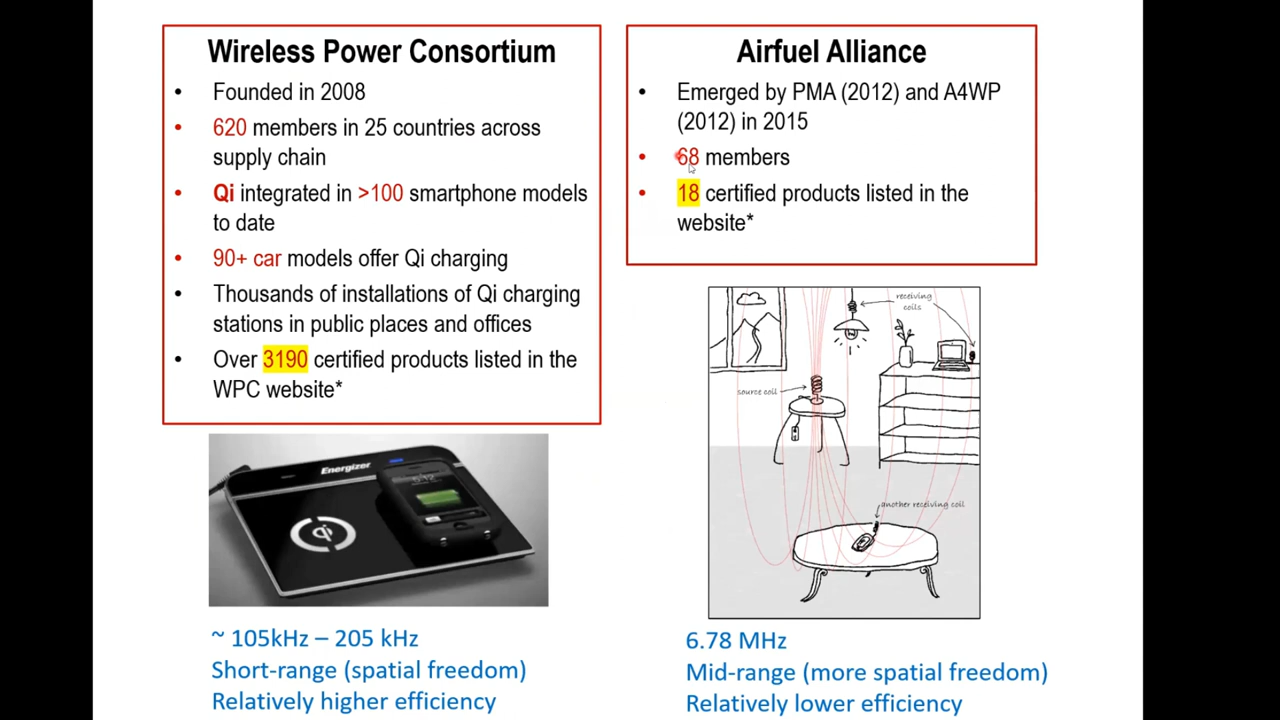 Wireless Power Consortium
• Founded in 2008
• 620 members in 25 countries across
supply chain
• Qi integrated in >100 smartphone models
to date
• 90+ car models offer Qi charging
• Thousands of installations of Qi charging
stations in public places and offices
• Over 3190 certified products listed in the
WPC website*
Energizer
qi
~ 105kHz – 205 kHz
Short-range (spatial freedom)
Relatively higher efficiency
Airfuel Alliance
• Emerged by PMA (2012) and A4WP
(2012) in 2015
• 68 members
• 18 certified products listed in the
website*
receiving
coils
source coil
another receiving coil
6.78 MHz
Mid-range (more spatial freedom)
Relatively lower efficiency